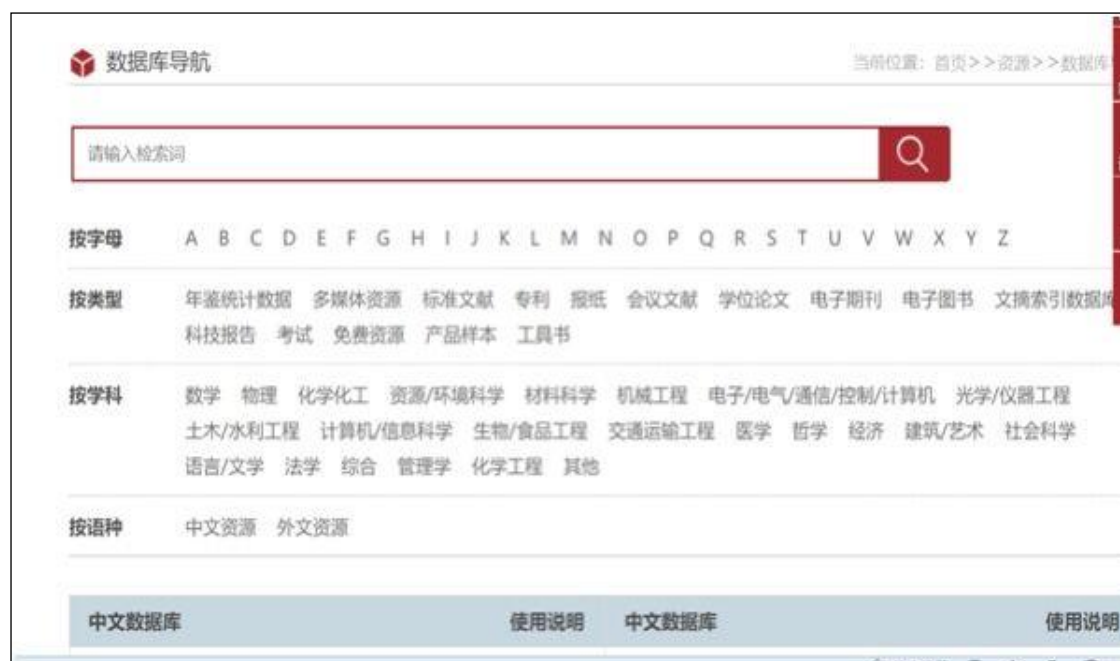 数据库导航
当前位置：首页>>资源>>数据库
请输入检索词
按字母 A B C D E F G H I J K L M N O P Q R S T U V W X Y Z
按类型 年鉴统计数据 多媒体资源 标准文献 专利 报纸 会议文献 学位论文 电子期刊 电子图书 文摘索引数据库
科技报告 考试 免费资源 产品样本 工具书
按学科 数学 物理 化学化工 资源/环境科学 材料科学 机械工程 电子/电气/通信/控制/计算机 光学/仪器工程
土木/水利工程 计算机/信息科学 生物/食品工程 交通运输工程 医学 哲学 经济 建筑/艺术 社会科学
语言/文学 法学 综合 管理学 化学工程 其他
按语种 中文资源 外文资源
中文数据库 使用说明 中文数据库 使用说明